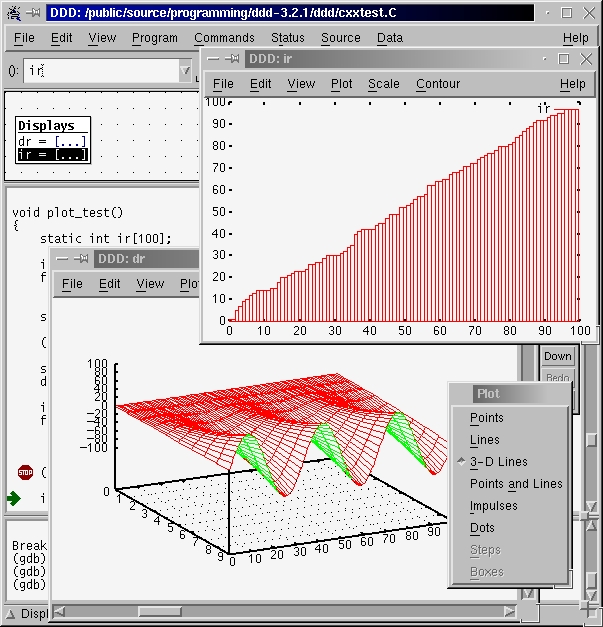 DDD: /public/source/programming/ddd-3.2.1/ddd/cxxtest.C
File Edit View Program Commands Status Source Data Help
(): ir
DDD: ir
File Edit View Plot Scale Contour Help
Displays
dr = [...]
ir = [...]
ir
100
90
80
70
60
50
40
30
20
10
0
0 10 20 30 40 50 60 70 80 90 100
void plot_test()
{
static int ir[100];
i
f
s
(
s
d
i
f
(
i
STOP
DDD: dr
File Edit View Plo
100
80
60
40
20
0
-20
-40
-60
-80
-100
0
1 2 3 4 5 6 7 8 9
0 10 20 30 40 50 60 70 80 90
Down
Redo
Plot
Points
Lines
3-D Lines
Points and Lines
Impulses
Dots
Steps
Boxes
Break
(gdb)
(gdb)
(gdb)
Displ